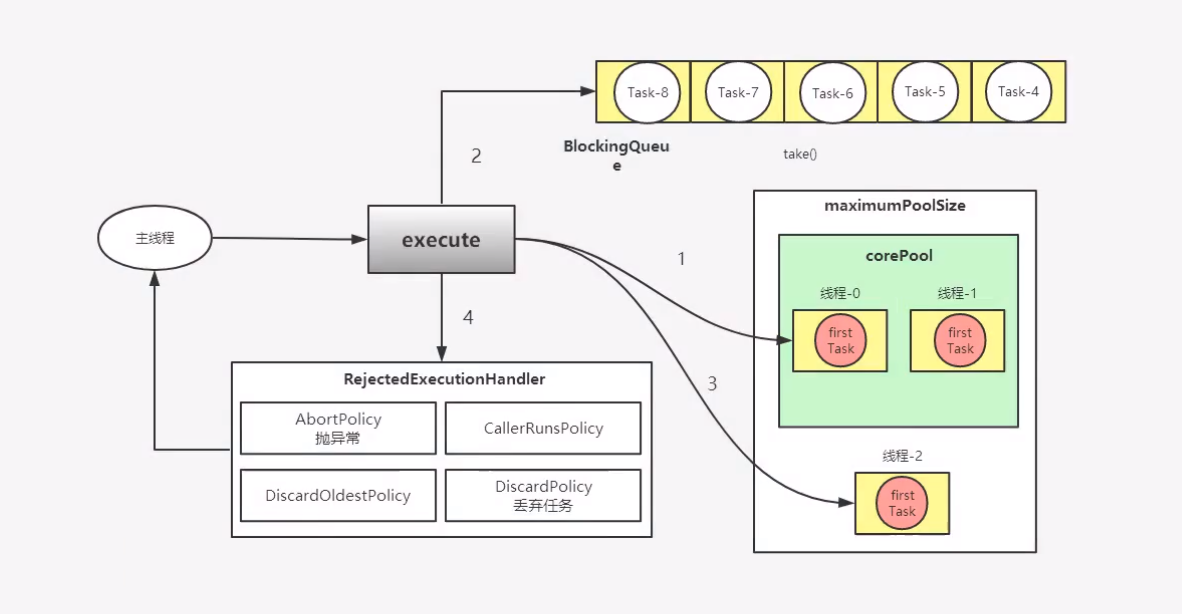 Task-8
Task-7
Task-6
Task-5
Task-4
BlockingQueu
e
take()
2
maximumPoolSize
主线程
execute
corePool
1
线程-0
线程-1
first
Task
first
Task
4
3
RejectedExecutionHandler
AbortPolicy
抛异常
CallerRunsPolicy
线程-2
DiscardOldestPolicy
DiscardPolicy
丢弃任务
first
Task